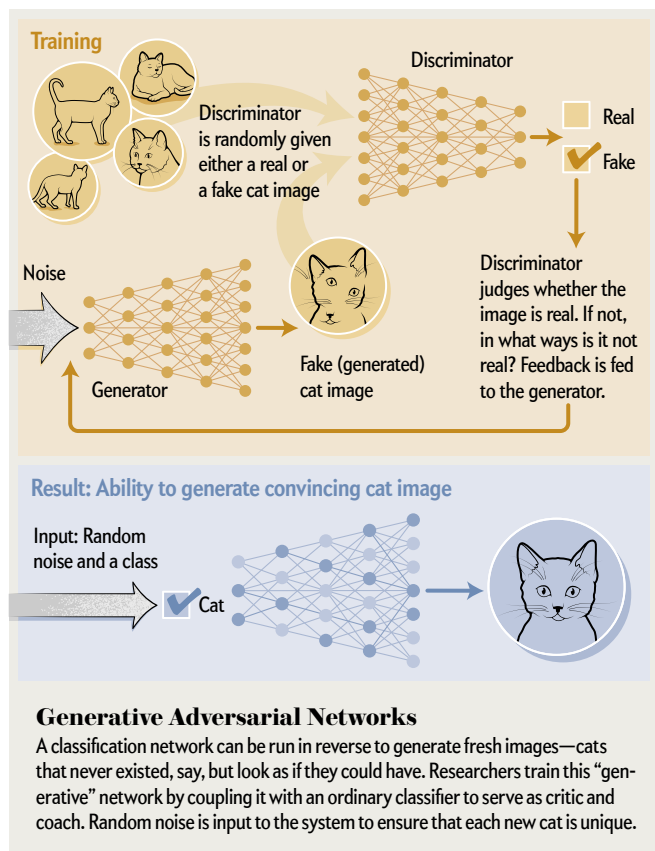 Training
Discriminator
Discriminator
is randomly given
either a real or
a fake cat image
Real
Fake
Noise
Generator
Fake (generated)
cat image
Discriminator
judges whether the
image is real. If not,
in what ways is it not
real? Feedback is fed
to the generator.
Result: Ability to generate convincing cat image
Input: Random
noise and a class
Cat
Generative Adversarial Networks
A classification network can be run in reverse to generate fresh images—cats
that never existed, say, but look as if they could have. Researchers train this “gen-
erative” network by coupling it with an ordinary classifier to serve as critic and
coach. Random noise is input to the system to ensure that each new cat is unique.